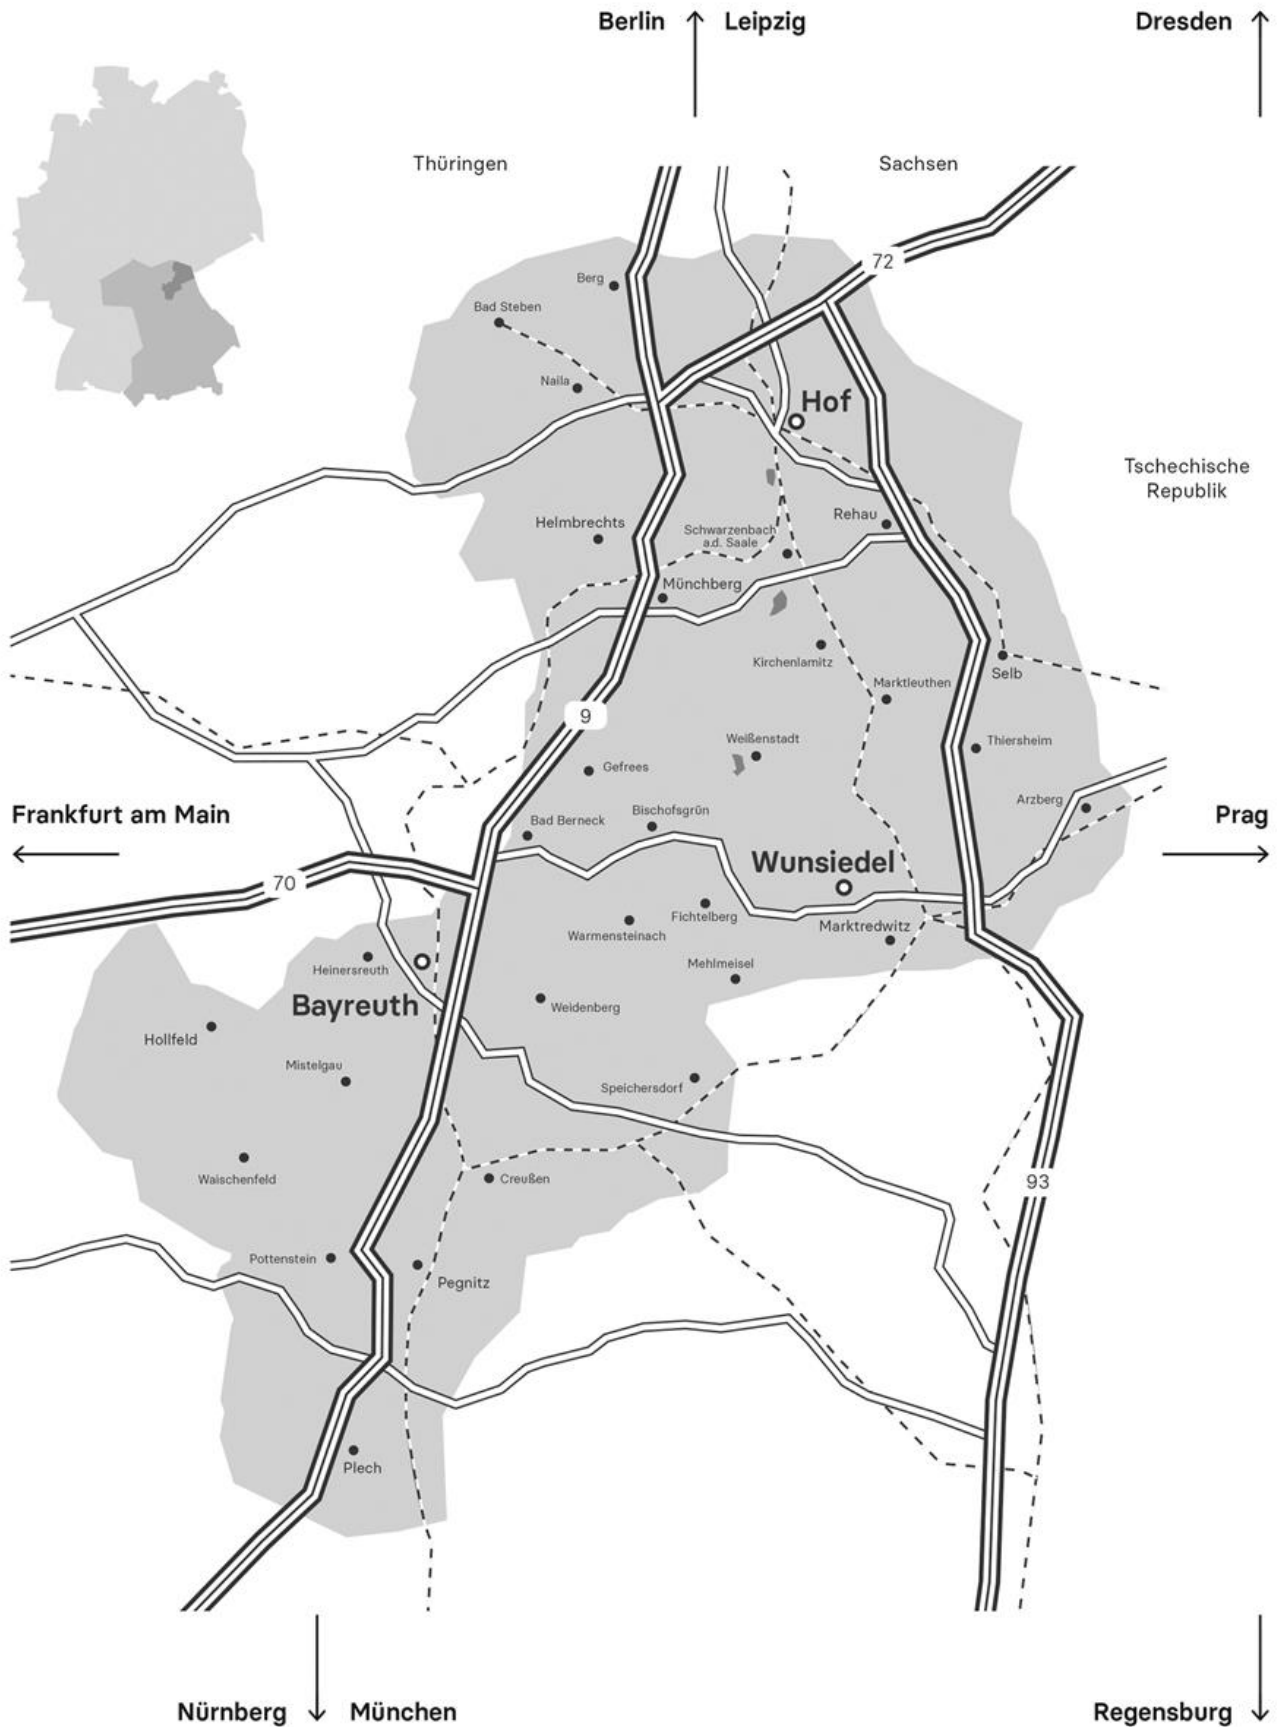 Berlin
Leipzig
Dresden
Thüringen
Sachsen
72
Berg
Bad Steben
Naila
Hof
Tschechische
Republik
Helmbrechts
Schwarzenbach
a.d. Saale
Rehau
Münchberg
Kirchenlamitz
Selb
Marktleuthen
9
Weißenstadt
Thiersheim
Gefrees
Arzberg
Frankfurt am Main
Bad Berneck
Bischofsgrün
Prag
Wunsiedel
70
Fichtelberg
Warmensteinach
Marktredwitz
Heinersreuth
Mehlmeisel
Bayreuth
Weidenberg
Hollfeld
Mistelgau
Speichersdorf
Waischenfeld
Creußen
93
Pottenstein
Pegnitz
Plech
Nürnberg
München
Regensburg